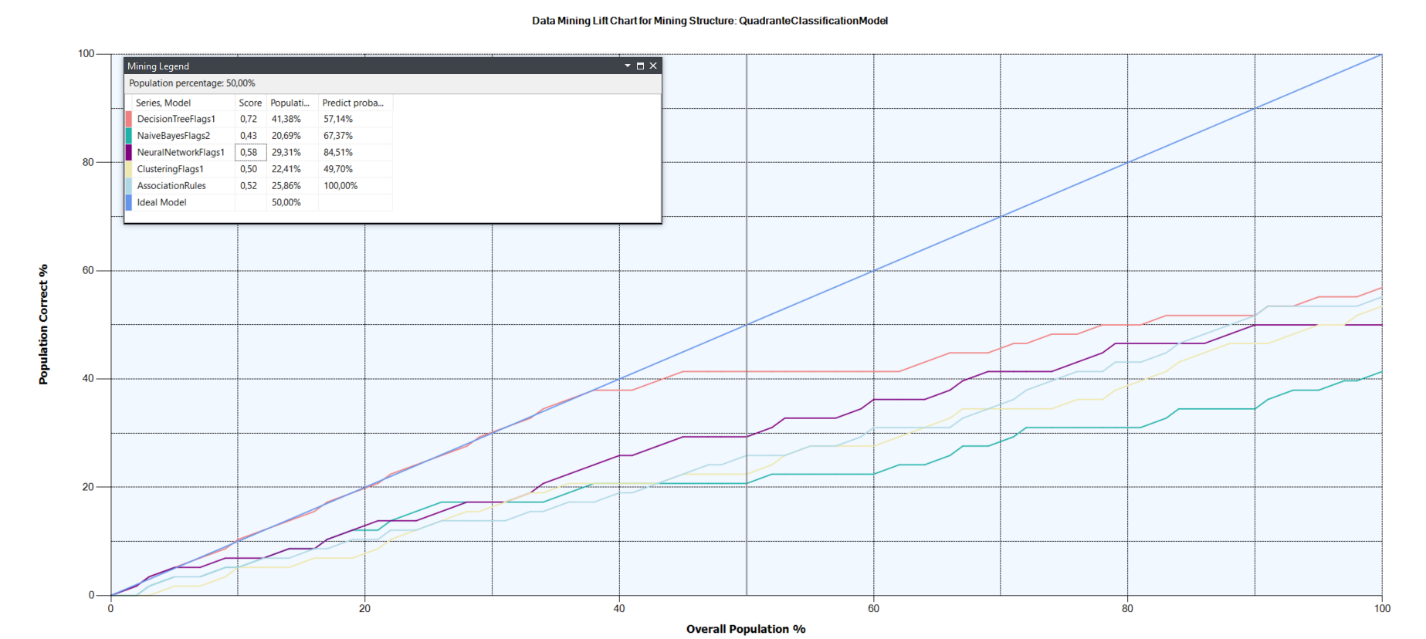 Data Mining Lift Chart for Mining Structure: QuadranteClassificationModel
100
Mining Legend
Population percentage: 50,00%
Series, Model Score Populati... Predict proba...
DecisionTreeFlags1 0,72 41,38% 57,14%
NaiveBayesFlags2 0,43 20,69% 67,37%
NeuralNetworkFlags1 0,58 29,31% 84,51%
ClusteringFlags1 0,50 22,41% 49,70%
AssociationRules 0,52 25,86% 100,00%
Ideal Model 50,00%
80
60
Population Correct %
40
20
0
0 20 40 60 80 100
Overall Population %